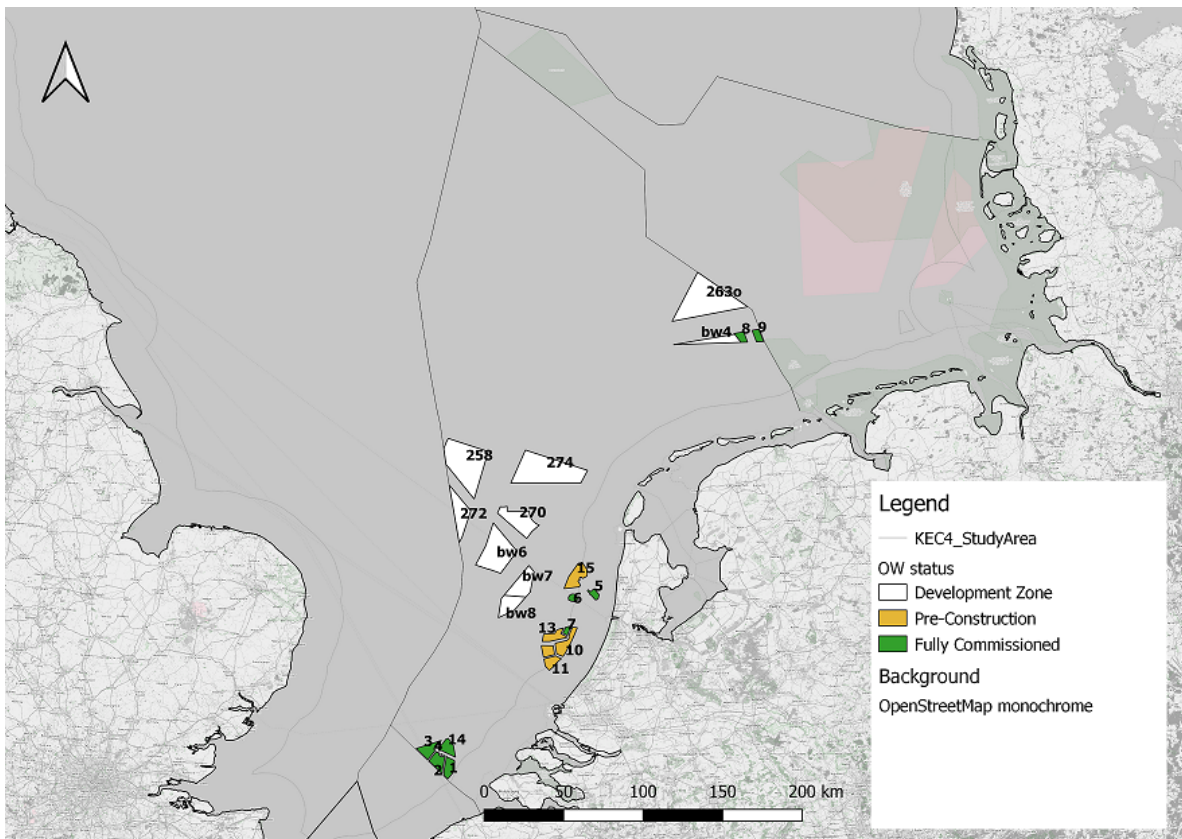 263o
bw4
8
9
258
274
272
270
bw6
bw7
bw8
15
5
6
13
7
10
11
3
4
14
2
1
Legend
KEC4_StudyArea
OW status
Development Zone
Pre-Construction
Fully Commissioned
Background
OpenStreetMap monochrome
0 50 100 150 200 km